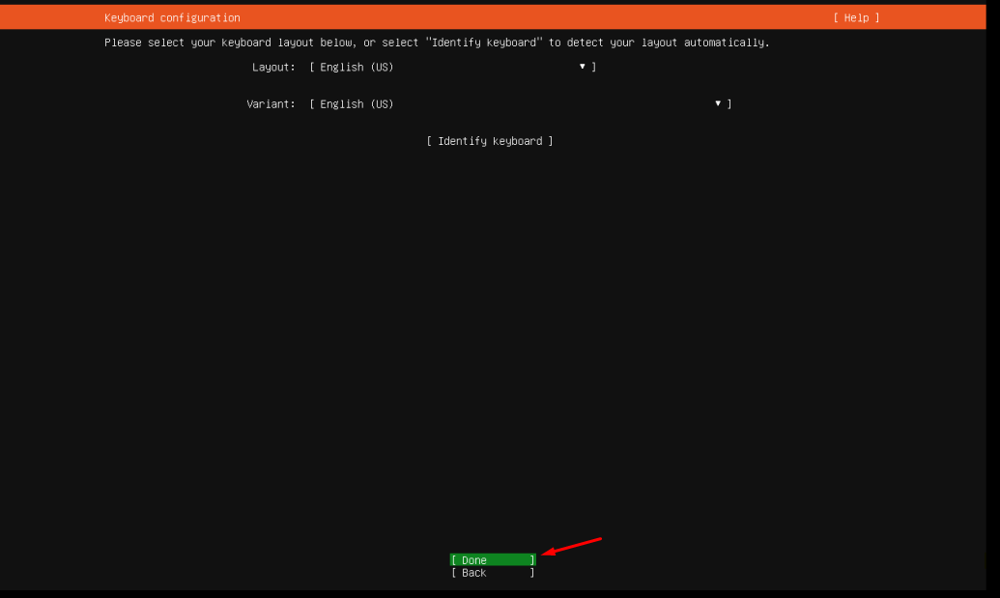 Keyboard configuration [ Help ]
Please select your keyboard layout below, or select "Identify keyboard" to detect your layout automatically.
Layout: [ English (US) ▾ ]
Variant: [ English (US) ▾ ]
[ Identify keyboard ]
[ Done ]
[ Back ]